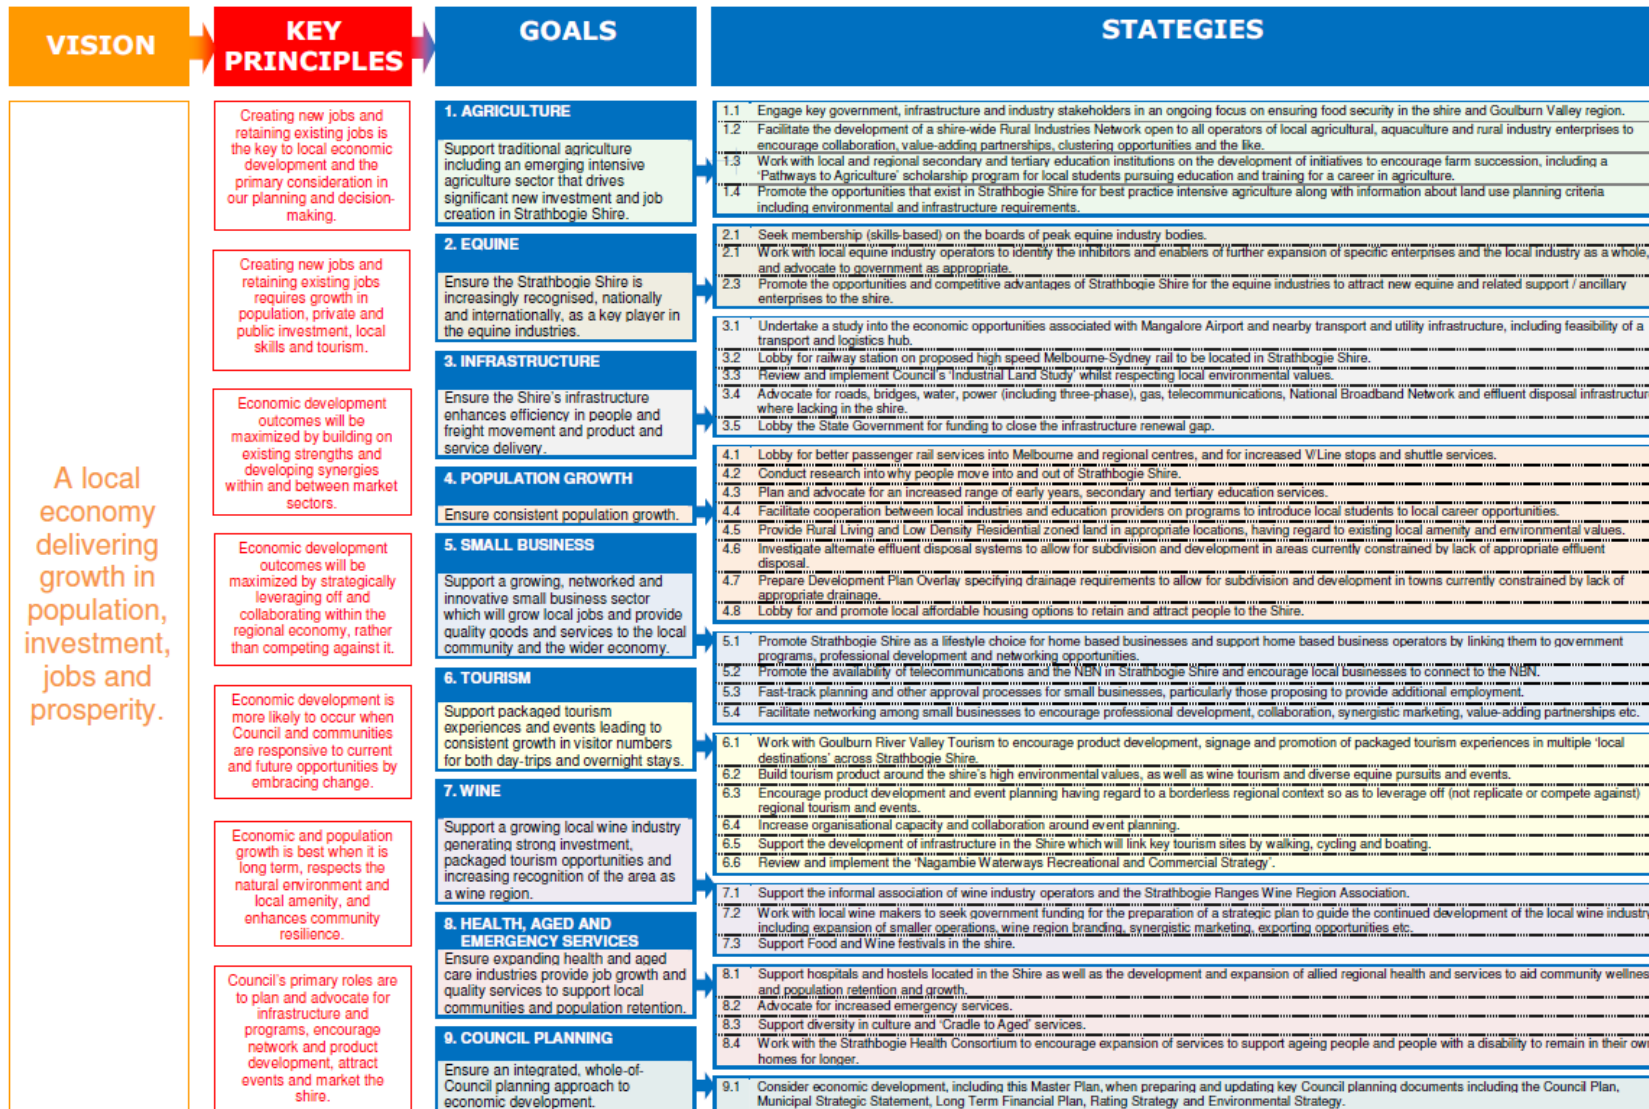 VISION
KEY
PRINCIPLES
GOALS
STATEGIES
A local
economy
delivering
growth in
population,
investment,
jobs and
prosperity.
Creating new jobs and
retaining existing jobs is
the key to local economic
development and the
primary consideration in
our planning and decision-
making.
Creating new jobs and
retaining existing jobs
requires growth in
population, private and
public investment, local
skills and tourism.
Economic development
outcomes will be
maximized by building on
existing strengths and
developing synergies
within and between market
sectors.
Economic development
outcomes will be
maximized by strategically
leveraging off and
collaborating within the
regional economy, rather
than competing against it.
Economic development is
more likely to occur when
Council and communities
are responsive to current
and future opportunities by
embracing change.
Economic and population
growth is best when it is
long term, respects the
natural environment and
local amenity, and
enhances community
resilience.
Council's primary roles are
to plan and advocate for
infrastructure and
programs, encourage
network and product
development, attract
events and market the
shire.
1. AGRICULTURE
Support traditional agriculture
including an emerging intensive
agriculture sector that drives
significant new investment and job
creation in Strathbogie Shire.
2. EQUINE
Ensure the Strathbogie Shire is
increasingly recognised, nationally
and internationally, as a key player in
the equine industries.
3. INFRASTRUCTURE
Ensure the Shire's infrastructure
enhances efficiency in people and
freight movement and product and
service delivery.
4. POPULATION GROWTH
Ensure consistent population growth.
5. SMALL BUSINESS
Support a growing, networked and
innovative small business sector
which will grow local jobs and provide
quality goods and services to the local
community and the wider economy.
6. TOURISM
Support packaged tourism
experiences and events leading to
consistent growth in visitor numbers
for both day-trips and overnight stays.
7. WINE
Support a growing local wine industry
generating strong investment,
packaged tourism opportunities and
increasing recognition of the area as
a wine region.
8. HEALTH, AGED AND
EMERGENCY SERVICES
Ensure expanding health and aged
care industries provide job growth and
quality services to support local
communities and population retention.
9. COUNCIL PLANNING
Ensure an integrated, whole-of-
Council planning approach to
economic development.
1.1 Engage key government, infrastructure and industry stakeholders in an ongoing focus on ensuring food security in the shire and Goulburn Valley region.
1.2 Facilitate the development of a shire-wide Rural Industries Network open to all operators of local agricultural, aquaculture and rural industry enterprises to
encourage collaboration, value-adding partnerships, clustering opportunities and the like.
1.3 Work with local and regional secondary and tertiary education institutions on the development of initiatives to encourage farm succession, including a
'Pathways to Agriculture' scholarship program for local students pursuing education and training for a career in agriculture.
1.4 Promote the opportunities that exist in Strathbogie Shire for best practice intensive agriculture along with information about land use planning criteria
including environmental and infrastructure requirements.
2.1 Seek membership (skills-based) on the boards of peak equine industry bodies.
2.1 Work with local equine industry operators to identify the inhibitors and enablers of further expansion of specific enterprises and the local industry as a whole,
and advocate to government as appropriate.
2.3 Promote the opportunities and competitive advantages of Strathbogie Shire for the equine industries to attract new equine and related support / ancillary
enterprises to the shire.
3.1 Undertake a study into the economic opportunities associated with Mangalore Airport and nearby transport and utility infrastructure, including feasibility of a
transport and logistics hub.
3.2 Lobby for railway station on proposed high speed Melbourne-Sydney rail to be located in Strathbogie Shire.
3.3 Review and implement Council's 'Industrial Land Study' whilst respecting local environmental values.
3.4 Advocate for roads, bridges, water, power (including three-phase), gas, telecommunications, National Broadband Network and effluent disposal infrastructure
where lacking in the shire.
3.5 Lobby the State Government for funding to close the infrastructure renewal gap.
4.1 Lobby for better passenger rail services into Melbourne and regional centres, and for increased V/Line stops and shuttle services.
4.2 Conduct research into why people move into and out of Strathbogie Shire.
4.3 Plan and advocate for an increased range of early years, secondary and tertiary education services.
4.4 Facilitate cooperation between local industries and education providers on programs to introduce local students to local career opportunities.
4.5 Provide Rural Living and Low Density Residential zoned land in appropriate locations, having regard to existing local amenity and environmental values.
4.6 Investigate alternate effluent disposal systems to allow for subdivision and development in areas currently constrained by lack of appropriate effluent
disposal.
4.7 Prepare Development Plan Overlay specifying drainage requirements to allow for subdivision and development in towns currently constrained by lack of
appropriate drainage.
4.8 Lobby for and promote local affordable housing options to retain and attract people to the Shire.
5.1 Promote Strathbogie Shire as a lifestyle choice for home based businesses and support home based business operators by linking them to government
programs, professional development and networking opportunities.
5.2 Promote the availability of telecommunications and the NBN in Strathbogie Shire and encourage local businesses to connect to the NBN.
5.3 Fast-track planning and other approval processes for small businesses, particularly those proposing to provide additional employment.
5.4 Facilitate networking among small businesses to encourage professional development, collaboration, synergistic marketing, value-adding partnerships etc.
6.1 Work with Goulburn River Valley Tourism to encourage product development, signage and promotion of packaged tourism experiences in multiple 'local
destinations' across Strathbogie Shire.
6.2 Build tourism product around the shire's high environmental values, as well as wine tourism and diverse equine pursuits and events.
6.3 Encourage product development and event planning having regard to a borderless regional context so as to leverage off (not replicate or compete against)
regional tourism and events.
6.4 Increase organisational capacity and collaboration around event planning.
6.5 Support the development of infrastructure in the Shire which will link key tourism sites by walking, cycling and boating.
6.6 Review and implement the 'Nagambie Waterways Recreational and Commercial Strategy'.
7.1 Support the informal association of wine industry operators and the Strathbogie Ranges Wine Region Association.
7.2 Work with local wine makers to seek government funding for the preparation of a strategic plan to guide the continued development of the local wine industry
including expansion of smaller operations, wine region branding, synergistic marketing, exporting opportunities etc.
7.3 Support Food and Wine festivals in the shire.
8.1 Support hospitals and hostels located in the Shire as well as the development and expansion of allied regional health and services to aid community wellnes
and population retention and growth.
8.2 Advocate for increased emergency services.
8.3 Support diversity in culture and 'Cradle to Aged' services.
8.4 Work with the Strathbogie Health Consortium to encourage expansion of services to support ageing people and people with a disability to remain in their own
homes for longer.
9.1 Consider economic development, including this Master Plan, when preparing and updating key Council planning documents including the Council Plan,
Municipal Strategic Statement, Long Term Financial Plan, Rating Strategy and Environmental Strategy.